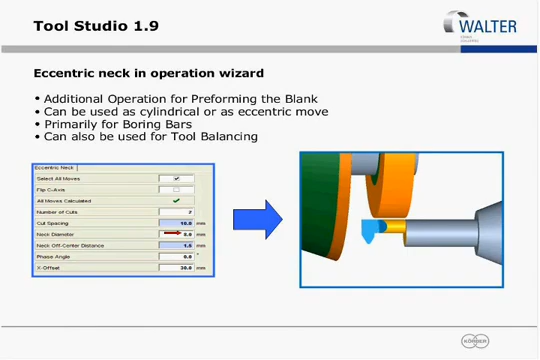 Tool Studio 1.9
WALTER
Eccentric neck in operation wizard
• Additional Operation for Preforming the Blank
• Can be used as cylindrical or as eccentric move
• Primarily for Boring Bars
• Can also be used for Tool Balancing
Eccentric Neck
Select All Moves
Flip C-Axis
All Moves Calculated
Number of Cuts 7
Cut Spacing 10.0 mm
Neck Diameter 5.0 mm
Neck Off-Center Distance 1.5 mm
Phase Angle 0.0 °
X-Offset 30.0 mm
KÖRBER